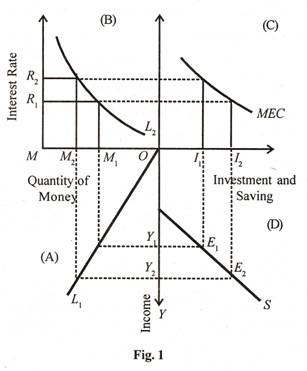 (B)
(C)
Interest Rate
R2
R1
L2
MEC
M
M2
M1
O
I1
I2
Quantity of
Money
Investment and
Saving
(D)
(A)
Y1
E1
Y2
E2
L1
Income
Y
S
Fig. 1